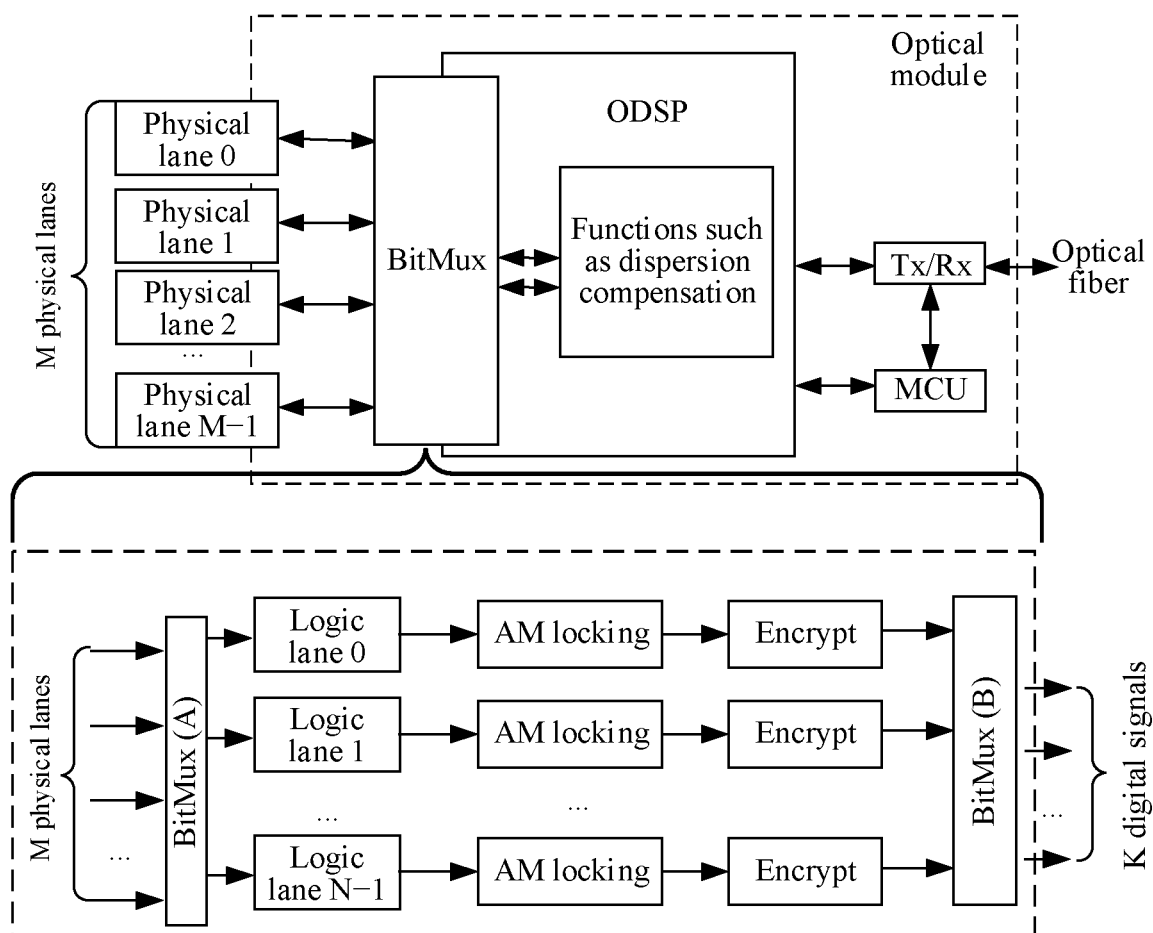 Optical
module
ODSP
M physical lanes
Physical
lane 0
Physical
lane 1
Physical
lane 2
...
Physical
lane M−1
BitMux
Functions such
as dispersion
compensation
Tx/Rx
Optical
fiber
MCU
M physical lanes
...
BitMux (A)
Logic
lane 0
AM locking
Encrypt
Logic
lane 1
AM locking
Encrypt
...
...
...
Logic
lane N−1
AM locking
Encrypt
BitMux (B)
...
K digital signals